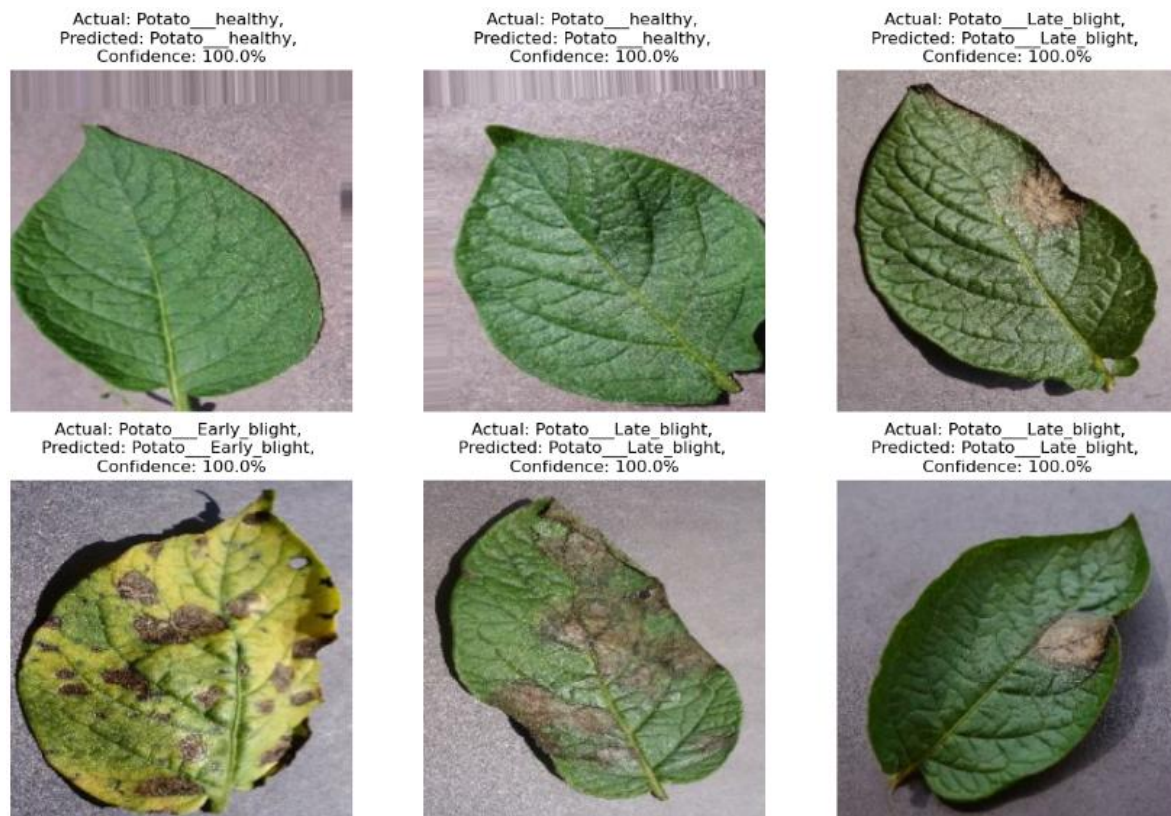 Actual: Potato___healthy,
Predicted: Potato___healthy,
Confidence: 100.0%
Actual: Potato___healthy,
Predicted: Potato___healthy,
Confidence: 100.0%
Actual: Potato___Late_blight,
Predicted: Potato___Late_blight,
Confidence: 100.0%
Actual: Potato___Early_blight,
Predicted: Potato___Early_blight,
Confidence: 100.0%
Actual: Potato___Late_blight,
Predicted: Potato___Late_blight,
Confidence: 100.0%
Actual: Potato___Late_blight,
Predicted: Potato___Late_blight,
Confidence: 100.0%